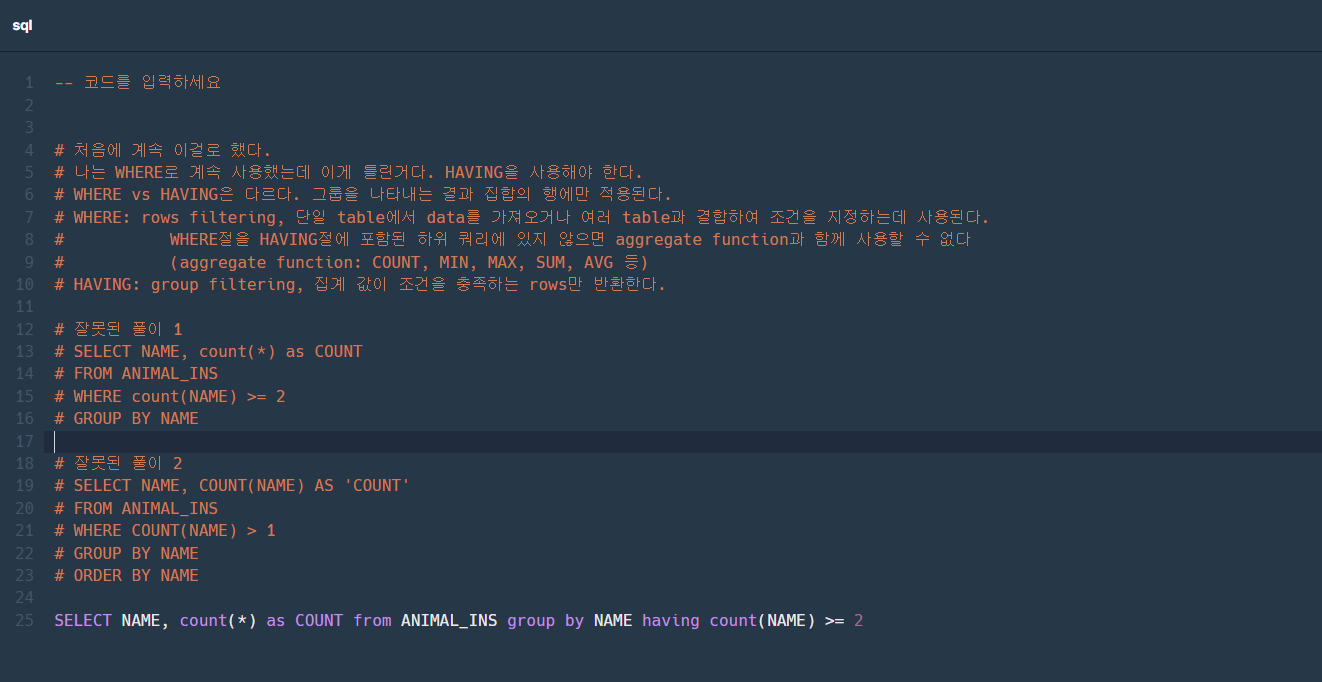 sql
1 -- 코드를 입력하세요
2
3
4 # 처음에 계속 이걸로 했다.
5 # 나는 WHERE로 계속 사용했는데 이게 틀린거다. HAVING을 사용해야 한다.
6 # WHERE vs HAVING은 다르다. 그룹을 나타내는 결과 집합의 행에만 적용된다.
7 # WHERE: rows filtering, 단일 table에서 data를 가져오거나 여러 table과 결합하여 조건을 지정하는데 사용된다.
8 # WHERE절을 HAVING절에 포함된 하위 쿼리에 있지 않으면 aggregate function과 함께 사용할 수 없다
9 # (aggregate function: COUNT, MIN, MAX, SUM, AVG 등)
10 # HAVING: group filtering, 집계 값이 조건을 충족하는 rows만 반환한다.
11
12 # 잘못된 풀이 1
13 # SELECT NAME, count(*) as COUNT
14 # FROM ANIMAL_INS
15 # WHERE count(NAME) >= 2
16 # GROUP BY NAME
17
18 # 잘못된 풀이 2
19 # SELECT NAME, COUNT(NAME) AS 'COUNT'
20 # FROM ANIMAL_INS
21 # WHERE COUNT(NAME) > 1
22 # GROUP BY NAME
23 # ORDER BY NAME
24
25 SELECT NAME, count(*) as COUNT from ANIMAL_INS group by NAME having count(NAME) >= 2